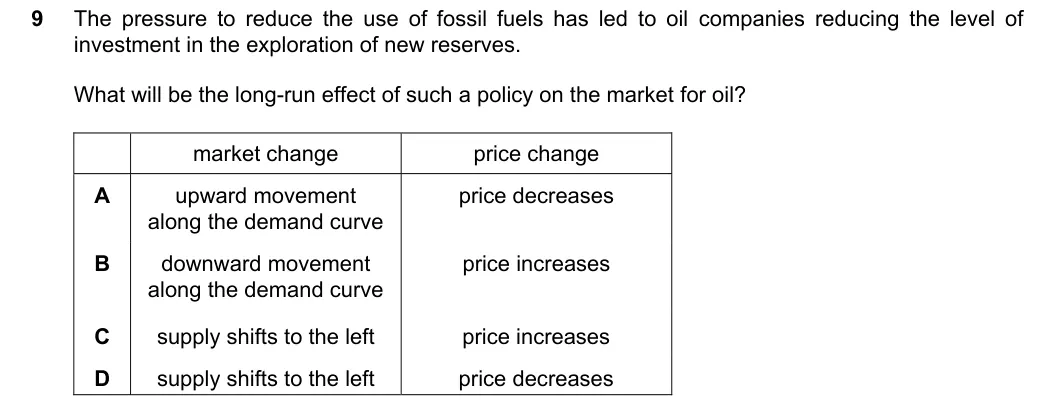 9 The pressure to reduce the use of fossil fuels has led to oil companies reducing the level of
investment in the exploration of new reserves.
What will be the long-run effect of such a policy on the market for oil?
market change price change
A upward movement along the demand curve price decreases
B downward movement along the demand curve price increases
C supply shifts to the left price increases
D supply shifts to the left price decreases